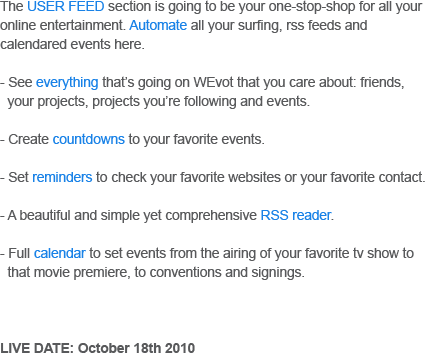 The USER FEED section is going to be your one-stop-shop for all your
online entertainment. Automate all your surfing, rss feeds and
calendared events here.
- See everything that's going on WEvot that you care about: friends,
your projects, projects you're following and events.
- Create countdowns to your favorite events.
- Set reminders to check your favorite websites or your favorite contact.
- A beautiful and simple yet comprehensive RSS reader.
- Full calendar to set events from the airing of your favorite tv show to
that movie premiere, to conventions and signings.
LIVE DATE: October 18th 2010